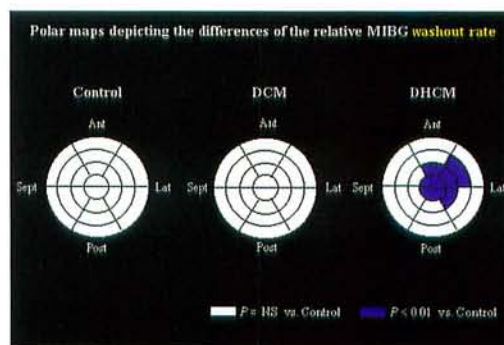 Polar maps depicting the differences of the relative MIBG washout rate
Control DCM DHCM
Ant Ant Ant
Sept Lat Sept Lat Sept Lat
Post Post Post
P = NS vs. Control P < 0.01 vs. Control